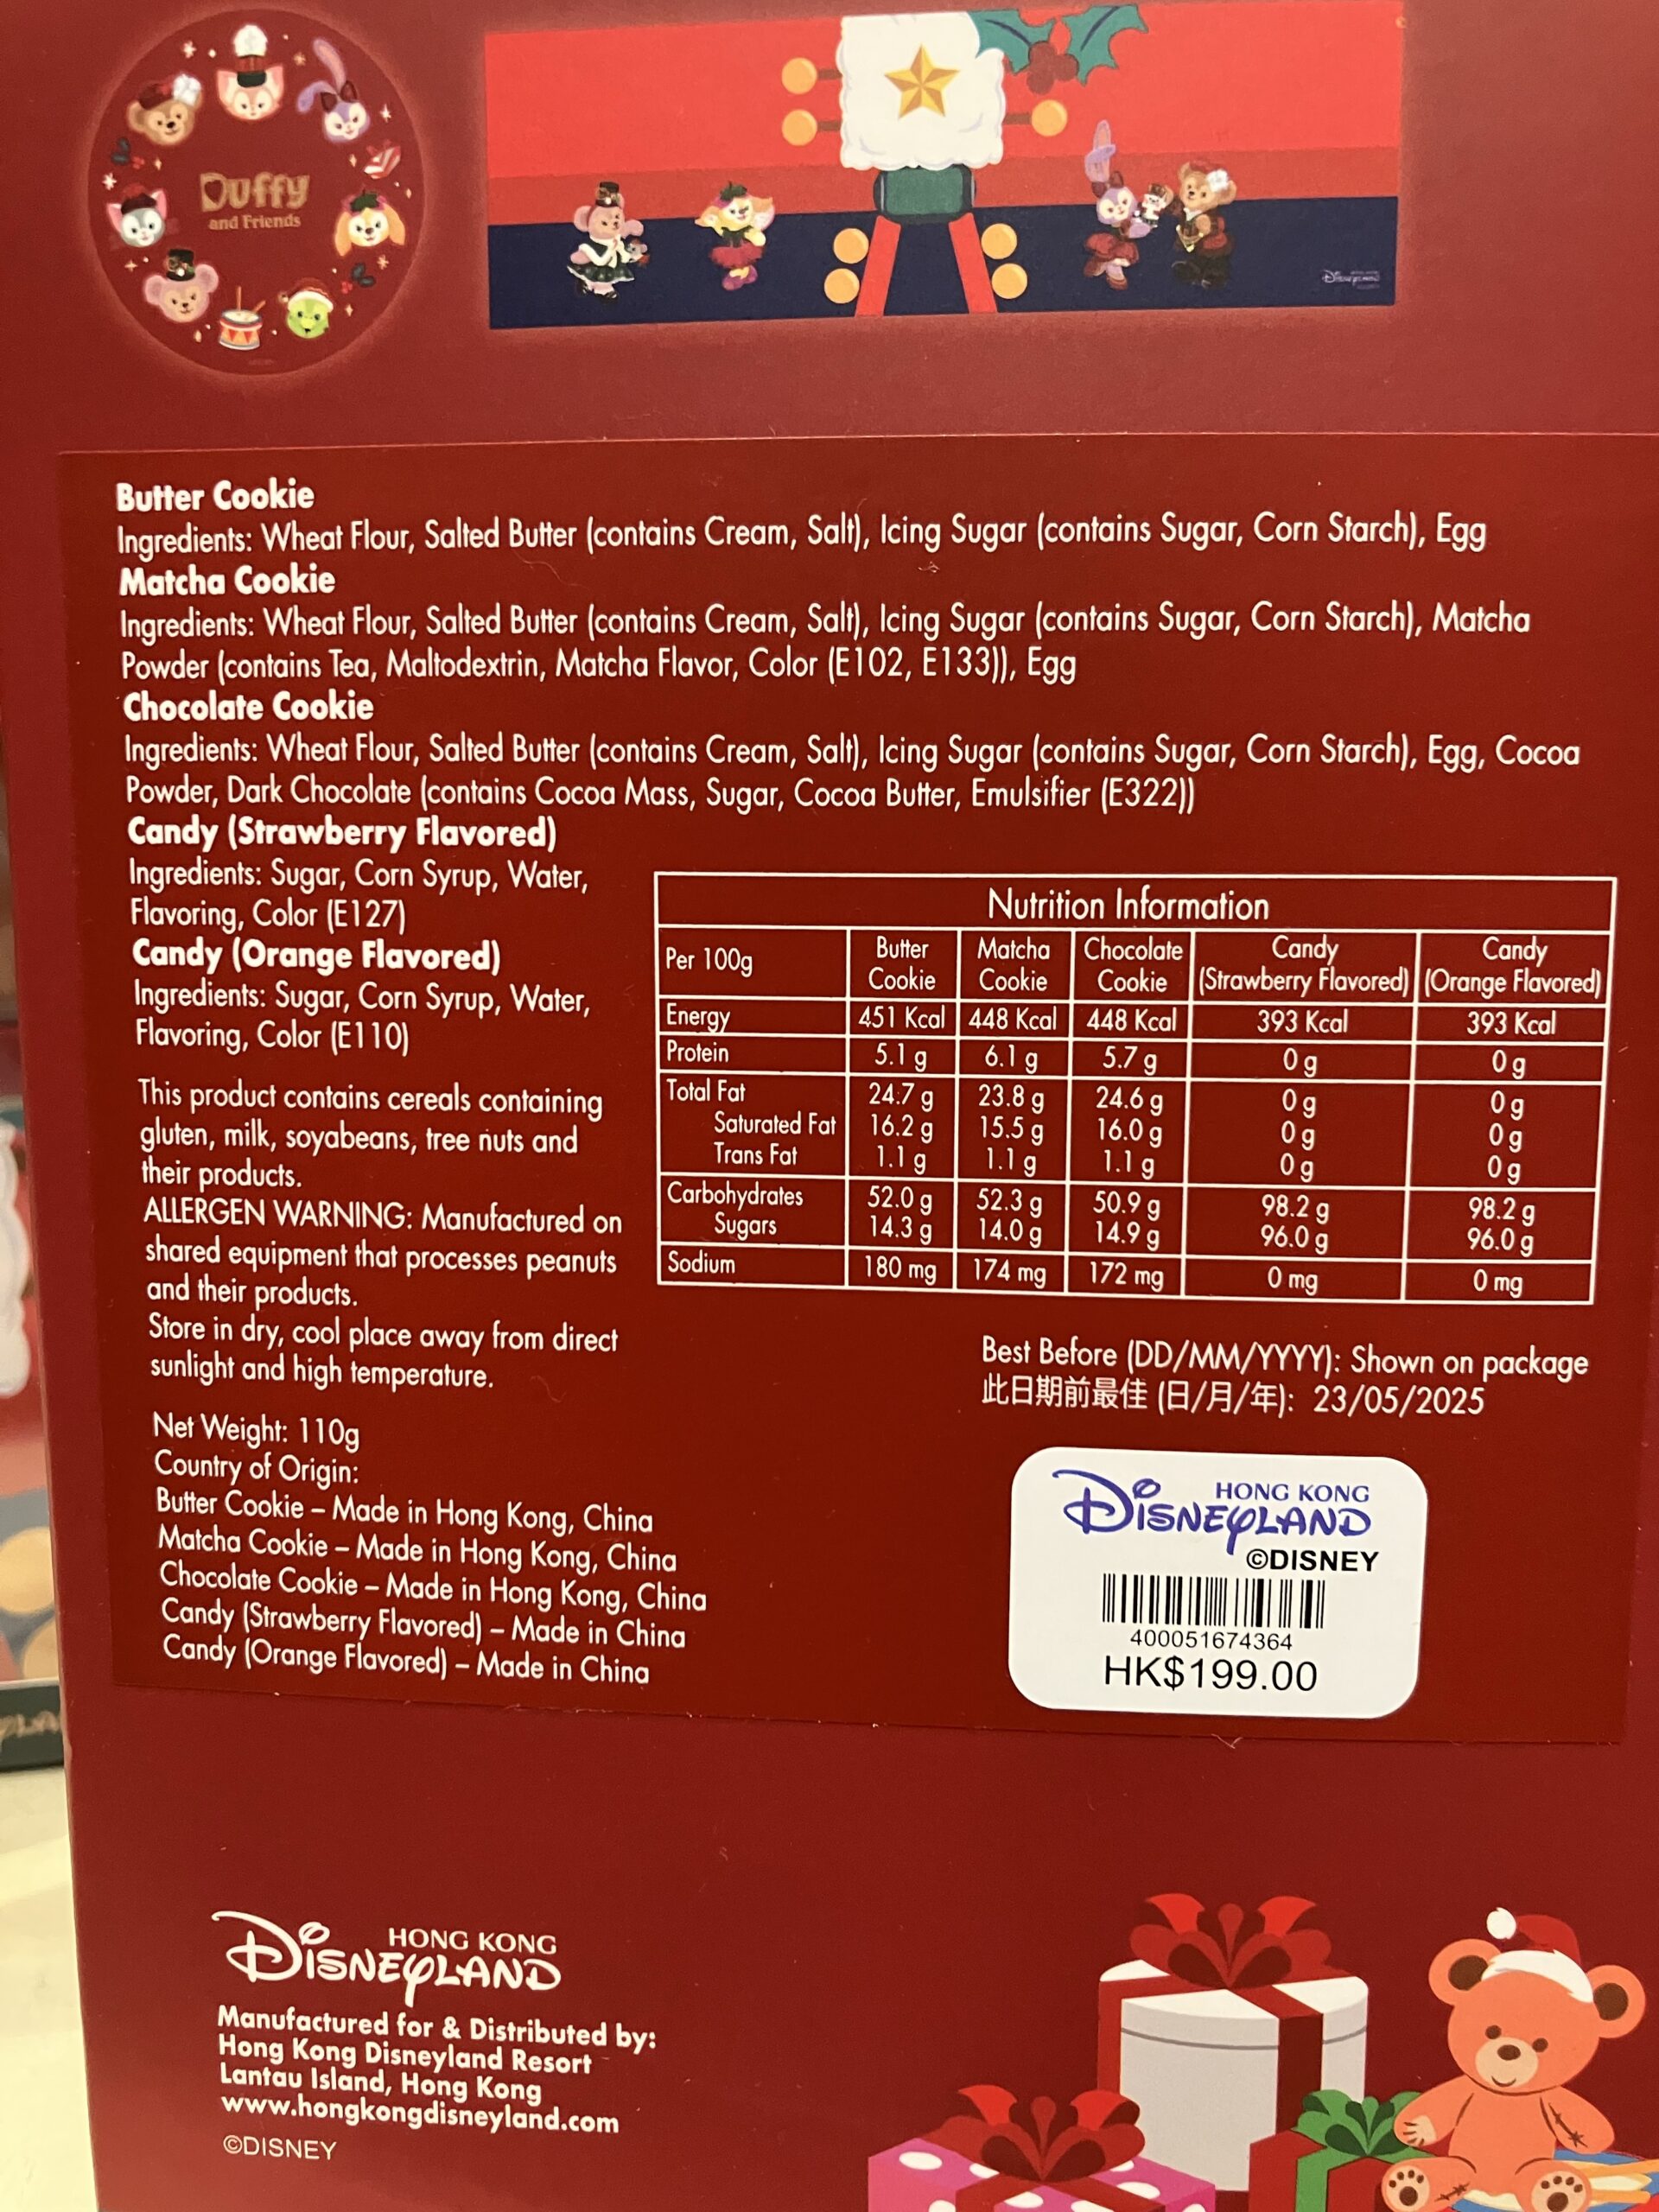 Duffy
and Friends
Disneyland
Butter Cookie
Ingredients: Wheat Flour, Salted Butter (contains Cream, Salt), Icing Sugar (contains Sugar, Corn Starch), Egg
Matcha Cookie
Ingredients: Wheat Flour, Salted Butter (contains Cream, Salt), Icing Sugar (contains Sugar, Corn Starch), Matcha
Powder (contains Tea, Maltodextrin, Matcha Flavor, Color (E102, E133)), Egg
Chocolate Cookie
Ingredients: Wheat Flour, Salted Butter (contains Cream, Salt), Icing Sugar (contains Sugar, Corn Starch), Egg, Cocoa
Powder, Dark Chocolate (contains Cocoa Mass, Sugar, Cocoa Butter, Emulsifier (E322))
Candy (Strawberry Flavored)
Ingredients: Sugar, Corn Syrup, Water,
Flavoring, Color (E127)
Candy (Orange Flavored)
Ingredients: Sugar, Corn Syrup, Water,
Flavoring, Color (E110)
This product contains cereals containing
gluten, milk, soyabeans, tree nuts and
their products.
ALLERGEN WARNING: Manufactured on
shared equipment that processes peanuts
and their products.
Store in dry, cool place away from direct
sunlight and high temperature.
Nutrition Information
Per 100g Butter Cookie Matcha Cookie Chocolate Cookie Candy (Strawberry Flavored) Candy (Orange Flavored)
Energy 451 Kcal 448 Kcal 448 Kcal 393 Kcal 393 Kcal
Protein 5.1 g 6.1 g 5.7 g 0 g 0 g
Total Fat 24.7 g 23.8 g 24.6 g 0 g 0 g
Saturated Fat 16.2 g 15.5 g 16.0 g 0 g 0 g
Trans Fat 1.1 g 1.1 g 1.1 g 0 g 0 g
Carbohydrates 52.0 g 52.3 g 50.9 g 98.2 g 98.2 g
Sugars 14.3 g 14.0 g 14.9 g 96.0 g 96.0 g
Sodium 180 mg 174 mg 172 mg 0 mg 0 mg
Best Before (DD/MM/YYYY): Shown on package
此日期前最佳 (日/月/年): 23/05/2025
Net Weight: 110g
Country of Origin:
Butter Cookie – Made in Hong Kong, China
Matcha Cookie – Made in Hong Kong, China
Chocolate Cookie – Made in Hong Kong, China
Candy (Strawberry Flavored) – Made in China
Candy (Orange Flavored) – Made in China
HONG KONG
DISNEYLAND
©DISNEY
400051674364
HK$199.00
HONG KONG
DISNEYLAND
Manufactured for & Distributed by:
Hong Kong Disneyland Resort
Lantau Island, Hong Kong
www.hongkongdisneyland.com
©DISNEY